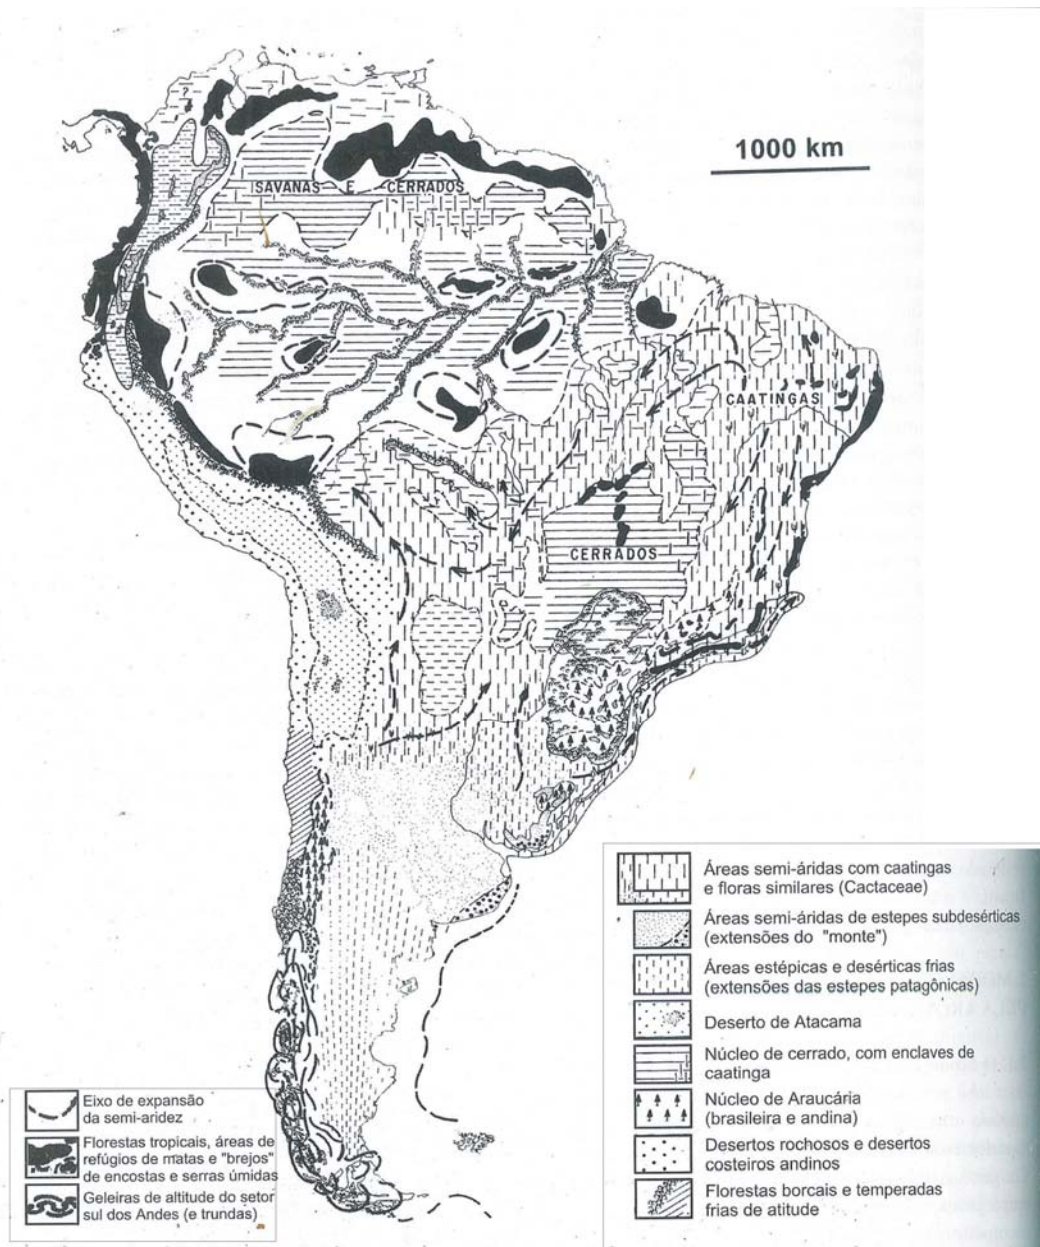 1000 km
SAVANAS E CERRADOS
CAATINGAS
CERRADOS
Áreas semi-áridas com caatingas
e floras similares (Cactaceae)
Áreas semi-áridas de estepes subdesérticas
(extensões do "monte")
Áreas estépicas e desérticas frias
(extensões das estepes patagônicas)
Deserto de Atacama
Núcleo de cerrado, com enclaves de
caatinga
Núcleo de Araucária
(brasileira e andina)
Desertos rochosos e desertos
costeiros andinos
Florestas borcais e temperadas
frias de atitude
Eixo de expansão
da semi-aridez
Florestas tropicais, áreas de
refúgios de matas e "brejos"
de encostas e serras úmidas
Geleiras de altitude do setor
sul dos Andes (e trundas)